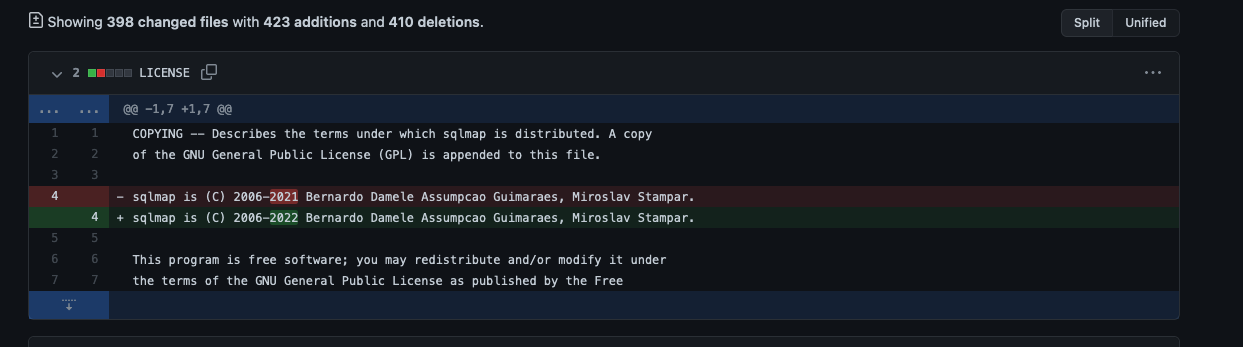 Showing 398 changed files with 423 additions and 410 deletions.
Split Unified
2 LICENSE
... ... @@ -1,7 +1,7 @@
1 1 COPYING -- Describes the terms under which sqlmap is distributed. A copy
2 2 of the GNU General Public License (GPL) is appended to this file.
3 3
4 - sqlmap is (C) 2006-2021 Bernardo Damele Assumpcao Guimaraes, Miroslav Stampar.
4 + sqlmap is (C) 2006-2022 Bernardo Damele Assumpcao Guimaraes, Miroslav Stampar.
5 5
6 6 This program is free software; you may redistribute and/or modify it under
7 7 the terms of the GNU General Public License as published by the Free